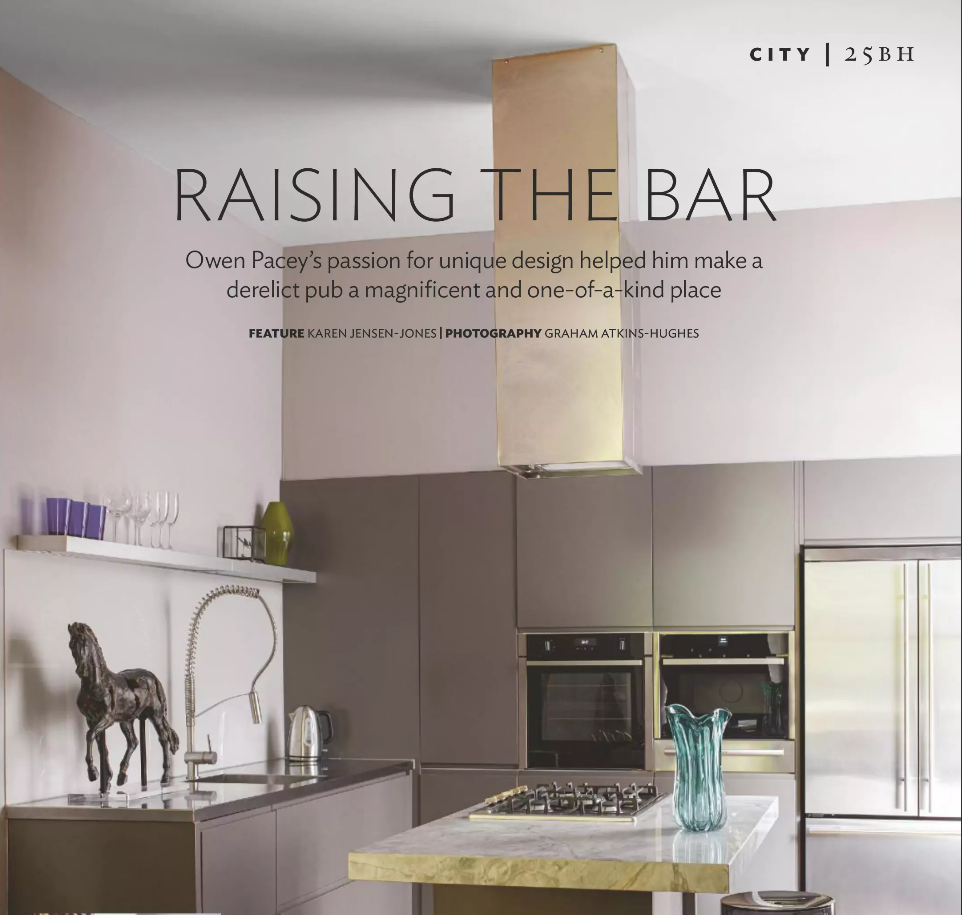 CITY | 25BH
RAISING THE BAR
Owen Pacey's passion for unique design helped him make a
derelict pub a magnificent and one-of-a-kind place
FEATURE KAREN JENSEN-JONES | PHOTOGRAPHY GRAHAM ATKINS-HUGHES